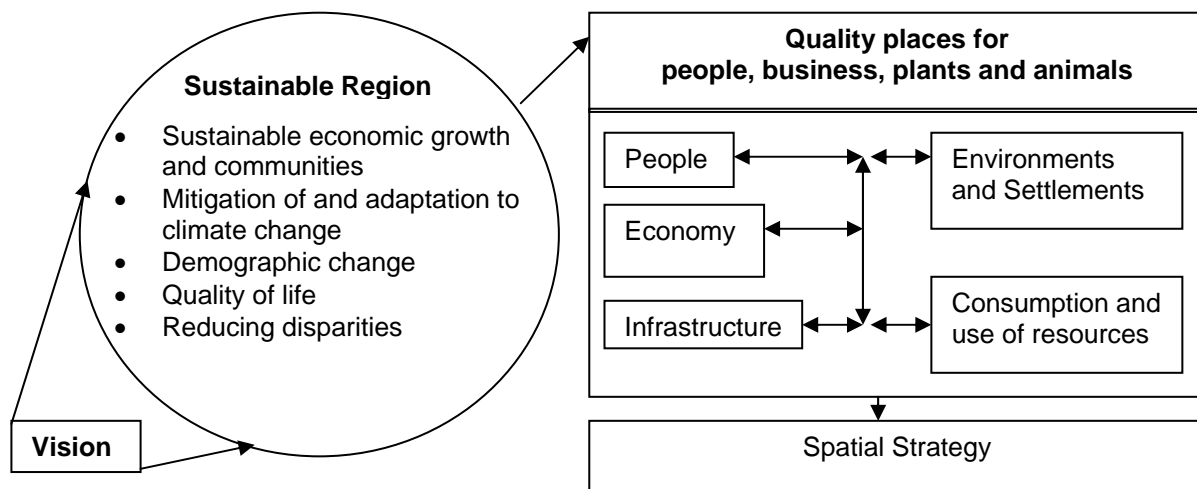 Sustainable Region
• Sustainable economic growth
and communities
• Mitigation of and adaptation to
climate change
• Demographic change
• Quality of life
• Reducing disparities
Vision
Quality places for
people, business, plants and animals
People
Economy
Infrastructure
Environments
and Settlements
Consumption and
use of resources
Spatial Strategy